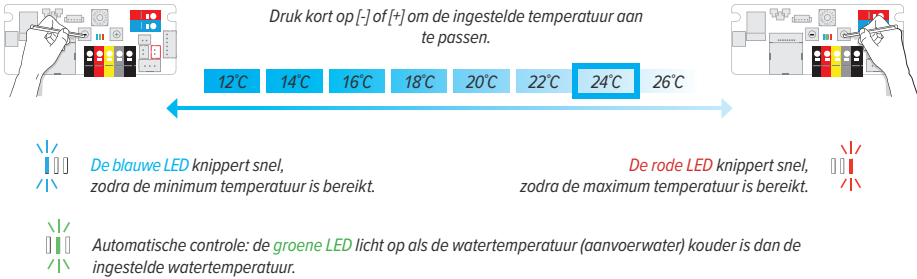 Druk kort op [-] of [+] om de ingestelde temperatuur aan
te passen.
12°C 14°C 16°C 18°C 20°C 22°C 24°C 26°C
De blauwe LED knippert snel,
zodra de minimum temperatuur is bereikt.
De rode LED knippert snel,
zodra de maximum temperatuur is bereikt.
Automatische controle: de groene LED licht op als de watertemperatuur (aanvoerwater) kouder is dan de
ingestelde watertemperatuur.